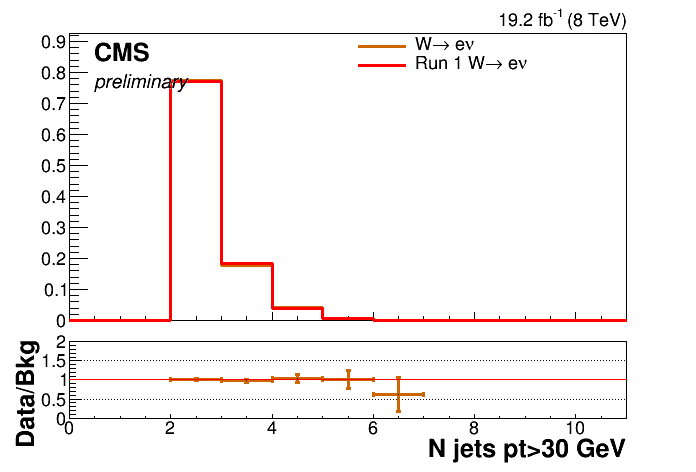 19.2 fb⁻¹ (8 TeV)
CMS
preliminary
W→ eν
Run 1 W→ eν
0.9
0.8
0.7
0.6
0.5
0.4
0.3
0.2
0.1
0
Data/Bkg
2
1.5
1
0.5
0
0 2 4 6 8 10
N jets pt>30 GeV